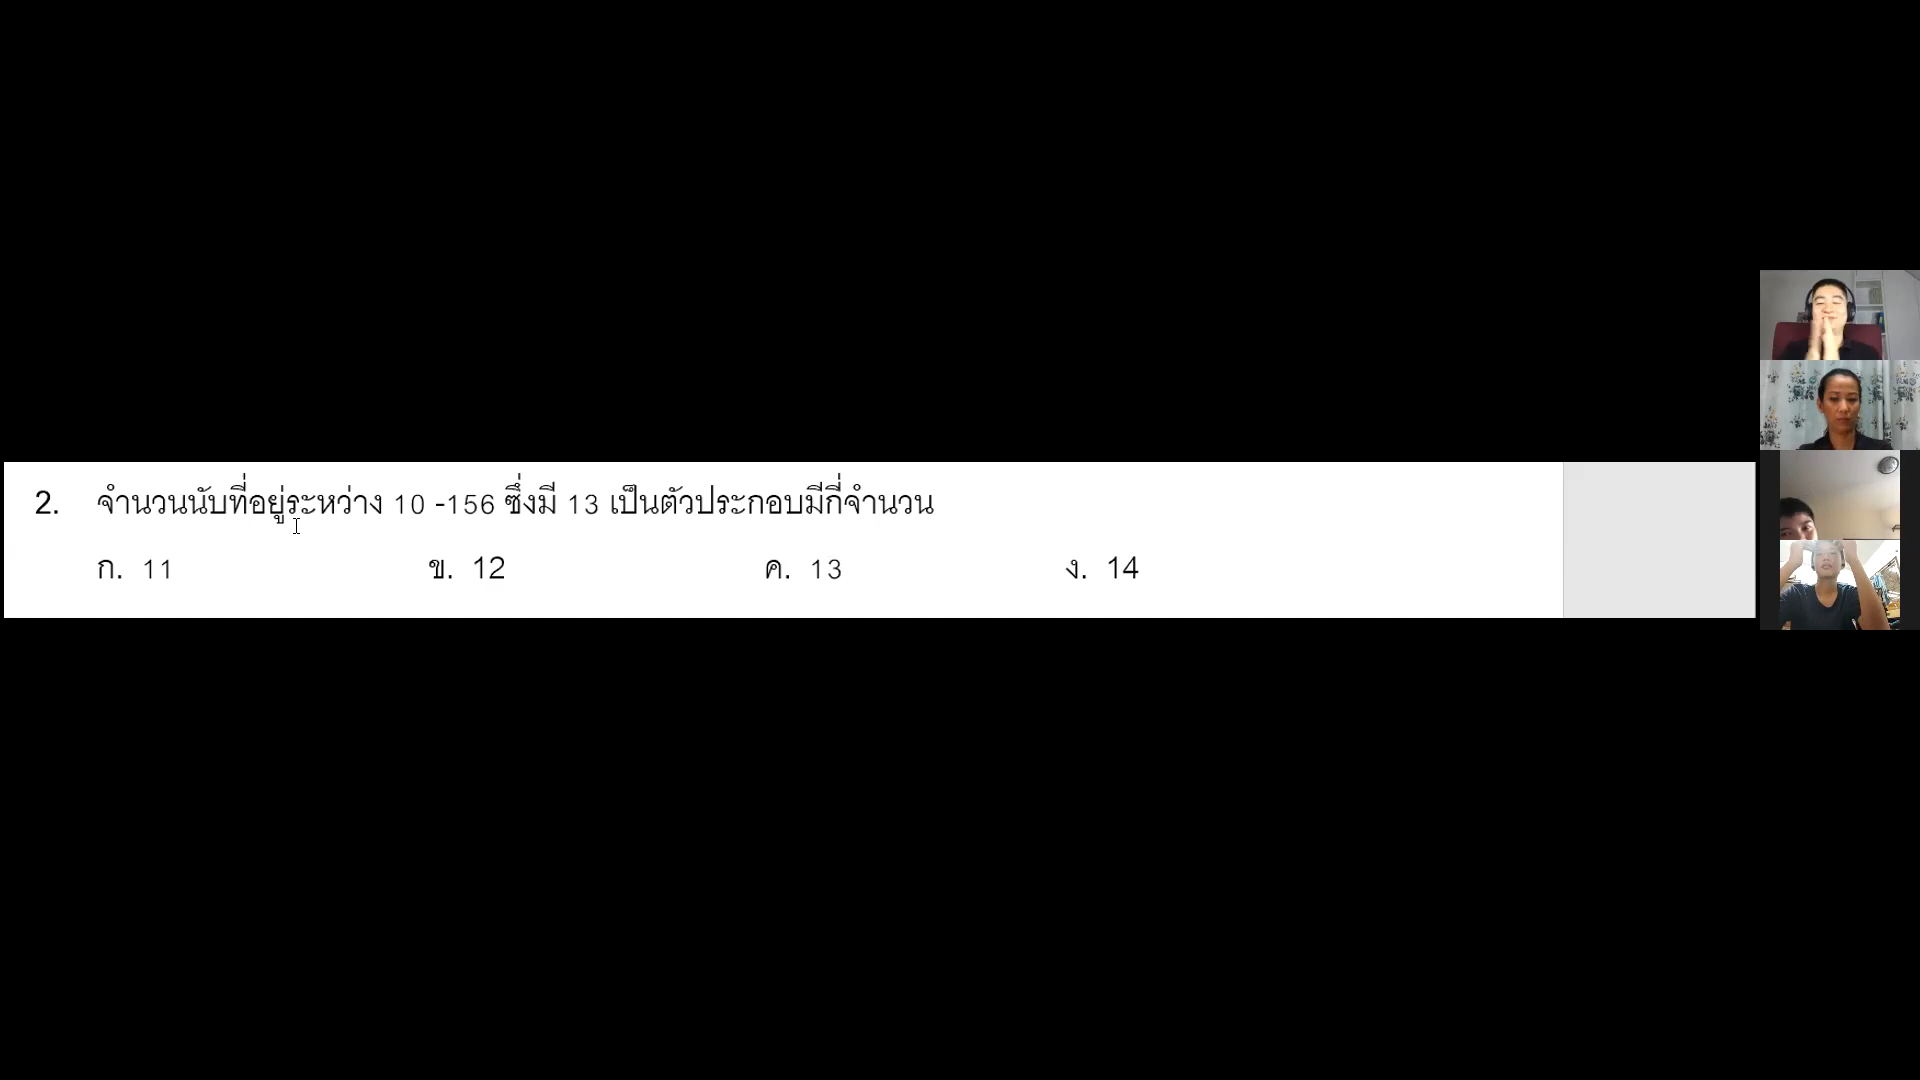 2. จำนวนนับที่อยู่ระหว่าง 10 -156 ซึ่งมี 13 เป็นตัวประกอบมีกี่จำนวน
ก. 11 ข. 12 ค. 13 ง. 14